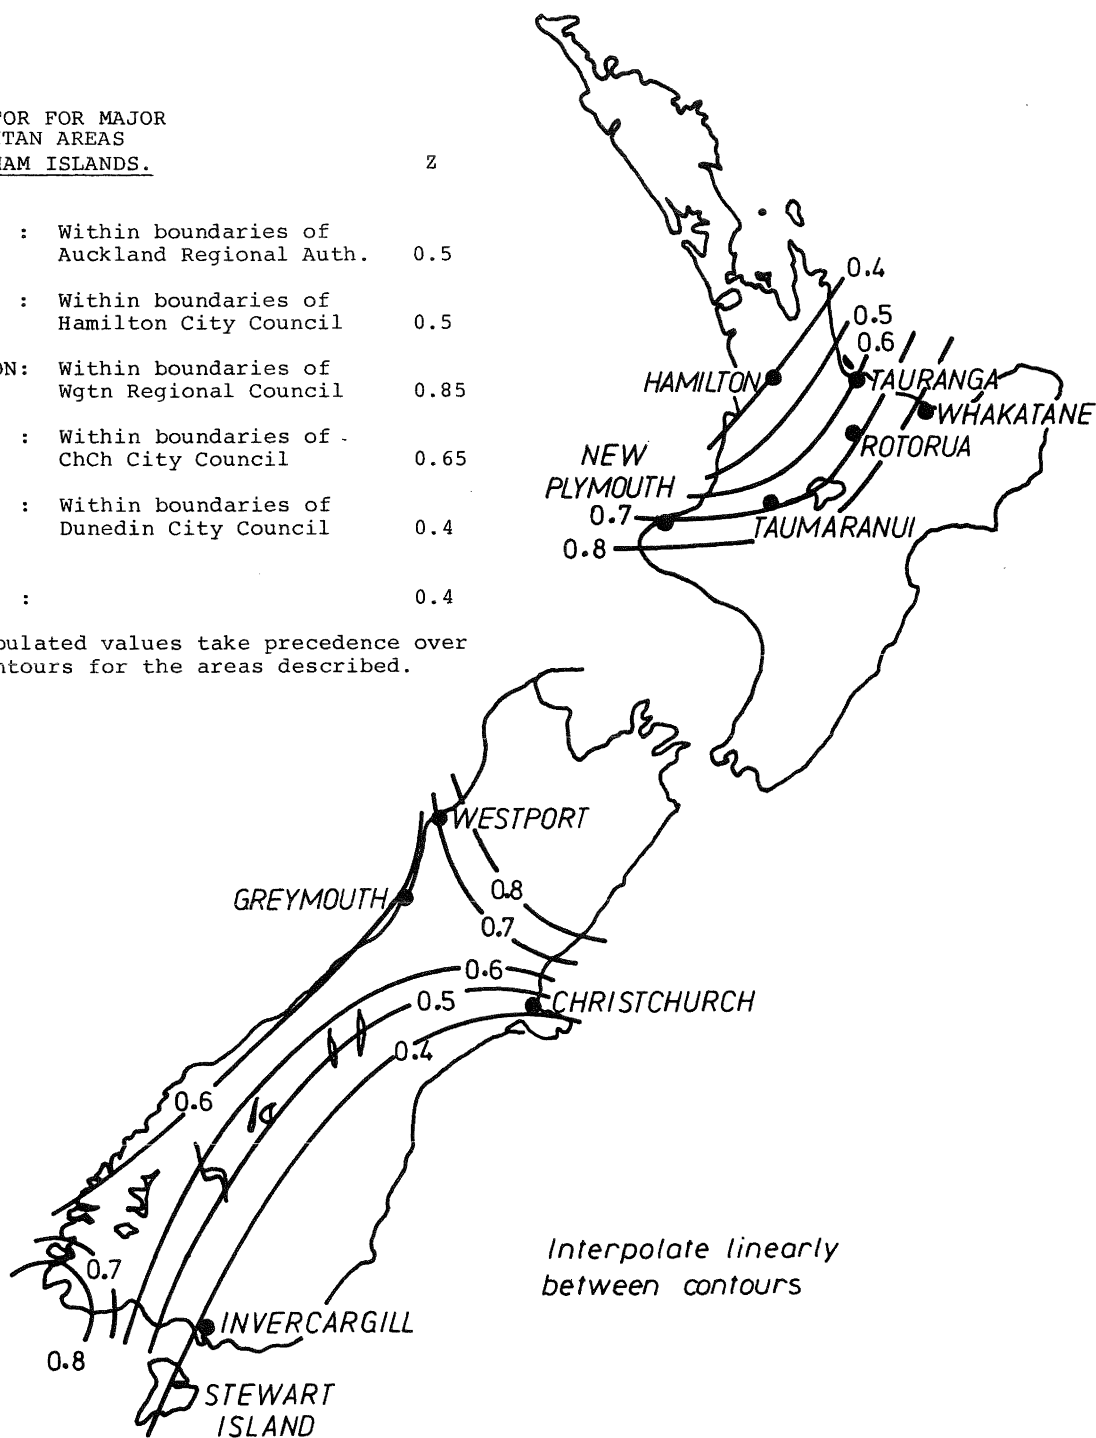 TOR FOR MAJOR
ITAN AREAS
HAM ISLANDS.
Z
: Within boundaries of
Auckland Regional Auth. 0.5
: Within boundaries of
Hamilton City Council 0.5
ON: Within boundaries of
Wgtn Regional Council 0.85
: Within boundaries of
ChCh City Council 0.65
: Within boundaries of
Dunedin City Council 0.4
: 0.4
bulated values take precedence over
ntours for the areas described.
0.4
0.5
0.6
HAMILTON
TAURANGA
WHAKATANE
ROTORUA
NEW
PLYMOUTH
0.7
TAUMARANUI
0.8
WESTPORT
GREYMOUTH
0.8
0.7
0.6
0.5
CHRISTCHURCH
0.4
0.6
Interpolate linearly
between contours
0.7
INVERCARGILL
0.8
STEWART
ISLAND